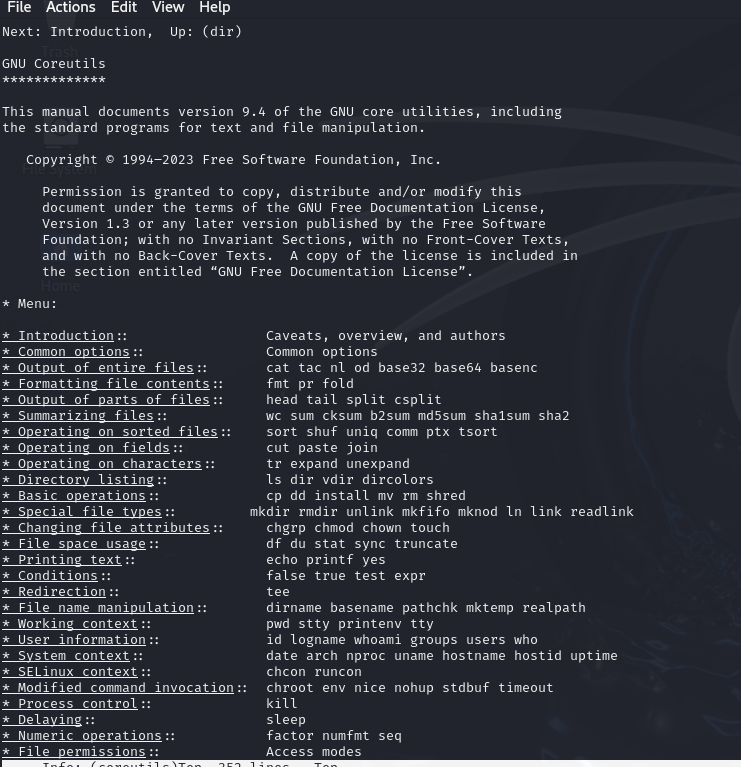 File Actions Edit View Help
Next: Introduction,  Up: (dir)
Trash
GNU Coreutils
*************
This manual documents version 9.4 of the GNU core utilities, including
the standard programs for text and file manipulation.
Copyright © 1994–2023 Free Software Foundation, Inc.
File System
Permission is granted to copy, distribute and/or modify this
document under the terms of the GNU Free Documentation License,
Version 1.3 or any later version published by the Free Software
Foundation; with no Invariant Sections, with no Front-Cover Texts,
and with no Back-Cover Texts.  A copy of the license is included in
the section entitled “GNU Free Documentation License”.
Home
* Menu:
* Introduction:: Caveats, overview, and authors
* Common options:: Common options
* Output of entire files:: cat tac nl od base32 base64 basenc
* Formatting file contents:: fmt pr fold
* Output of parts of files:: head tail split csplit
* Summarizing files:: wc sum cksum b2sum md5sum sha1sum sha2
* Operating on sorted files:: sort shuf uniq comm ptx tsort
* Operating on fields:: cut paste join
* Operating on characters:: tr expand unexpand
* Directory listing:: ls dir vdir dircolors
* Basic operations:: cp dd install mv rm shred
* Special file types:: mkdir rmdir unlink mkfifo mknod ln link readlink
* Changing file attributes:: chgrp chmod chown touch
* File space usage:: df du stat sync truncate
* Printing text:: echo printf yes
* Conditions:: false true test expr
* Redirection:: tee
* File name manipulation:: dirname basename pathchk mktemp realpath
* Working context:: pwd stty printenv tty
* User information:: id logname whoami groups users who
* System context:: date arch nproc uname hostname hostid uptime
* SELinux context:: chcon runcon
* Modified command invocation:: chroot env nice nohup stdbuf timeout
* Process control:: kill
* Delaying:: sleep
* Numeric operations:: factor numfmt seq
* File permissions:: Access modes
Info: (coreutils)Top, 352 lines --Top